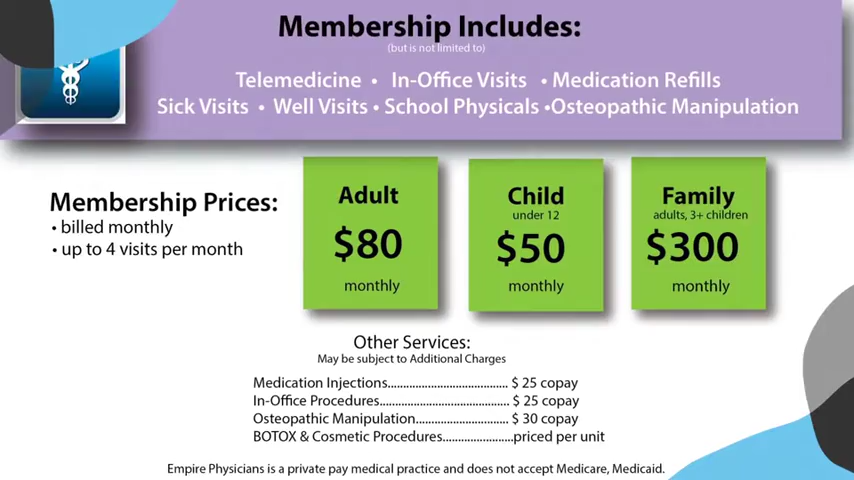 Membership Includes:
(but is not limited to)
Telemedicine • In-Office Visits • Medication Refills
Sick Visits • Well Visits • School Physicals •Osteopathic Manipulation
Membership Prices:
• billed monthly
• up to 4 visits per month
Adult
$80
monthly
Child
under 12
$50
monthly
Family
adults, 3+ children
$300
monthly
Other Services:
May be subject to Additional Charges
Medication Injections.................................... $ 25 copay
In-Office Procedures...................................... $ 25 copay
Osteopathic Manipulation............................ $ 30 copay
BOTOX & Cosmetic Procedures.....................priced per unit
Empire Physicians is a private pay medical practice and does not accept Medicare, Medicaid.